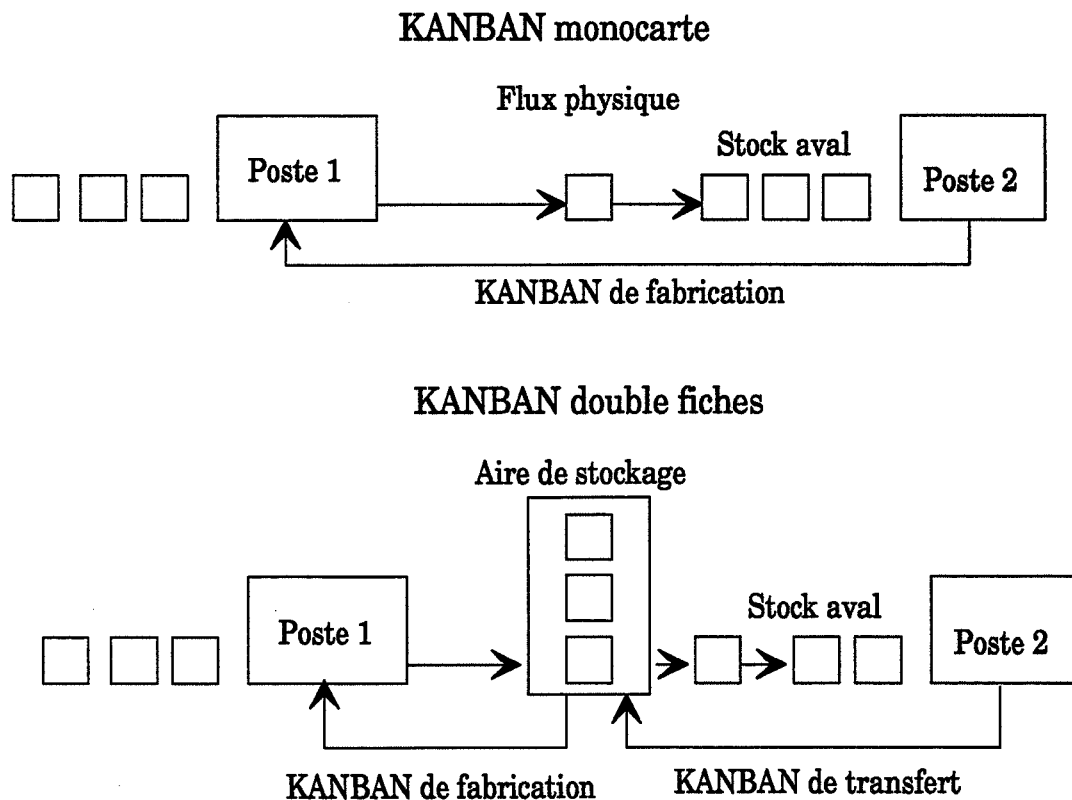 KANBAN monocarte
Flux physique
Stock aval
Poste 1
Poste 2
KANBAN de fabrication
KANBAN double fiches
Aire de stockage
Stock aval
Poste 1
Poste 2
KANBAN de fabrication
KANBAN de transfert